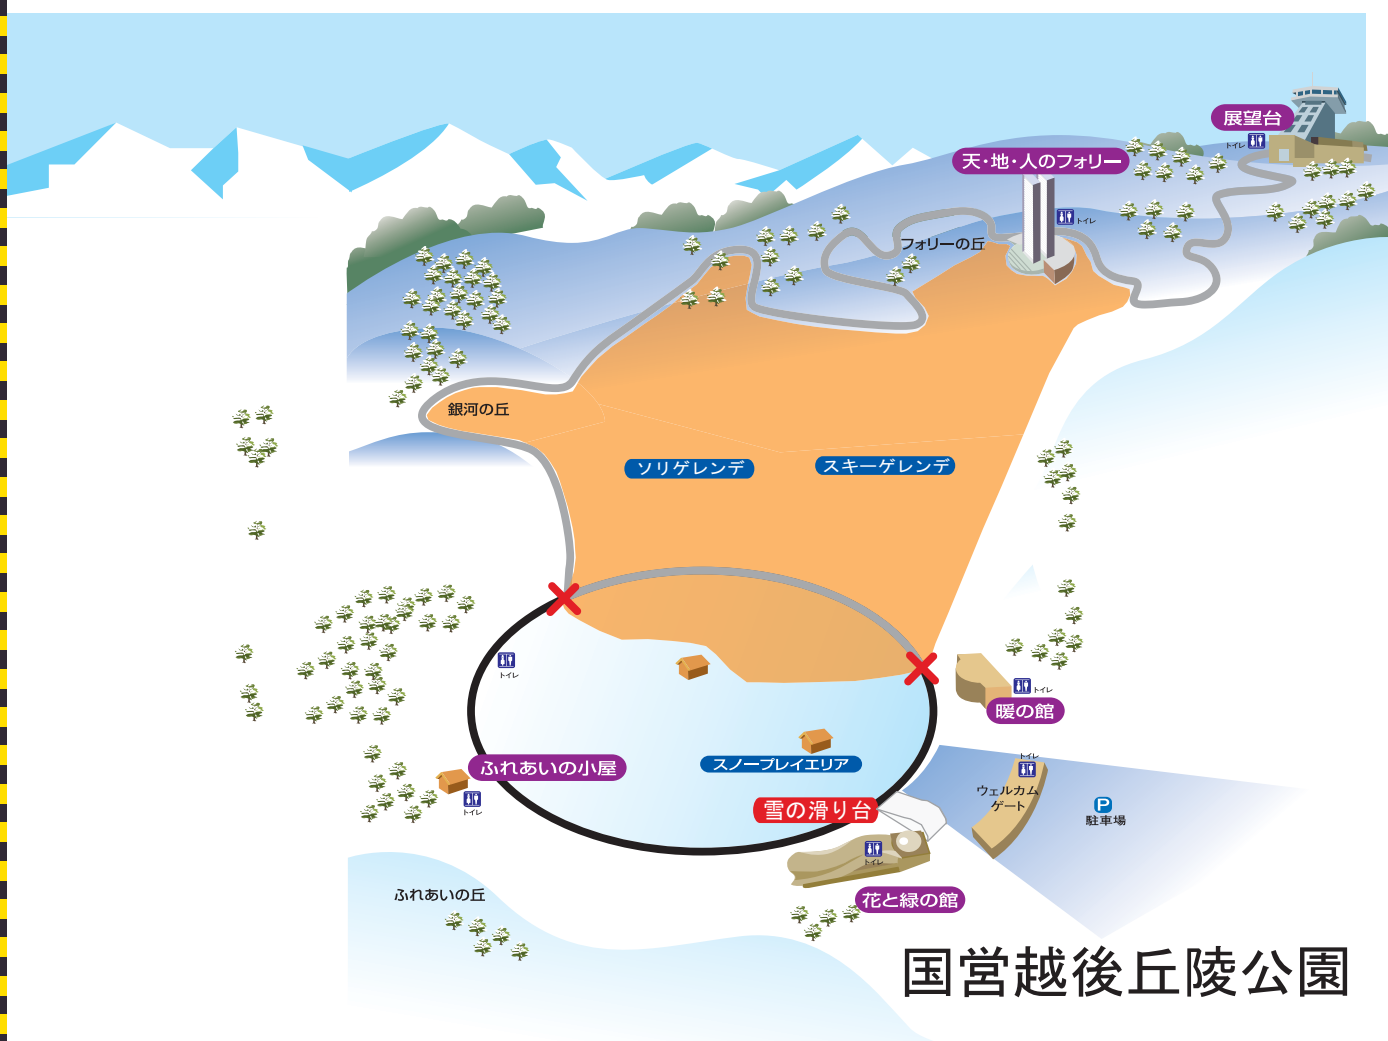 展望台
トイレ
天・地・人のフォリー
トイレ
フォリーの丘
銀河の丘
ソリゲレンデ
スキーゲレンデ
トイレ
トイレ
暖の館
ふれあいの小屋
トイレ
スノープレイエリア
トイレ
ウェルカム
ゲート
P
駐車場
雪の滑り台
トイレ
花と緑の館
ふれあいの丘
国営越後丘陵公園